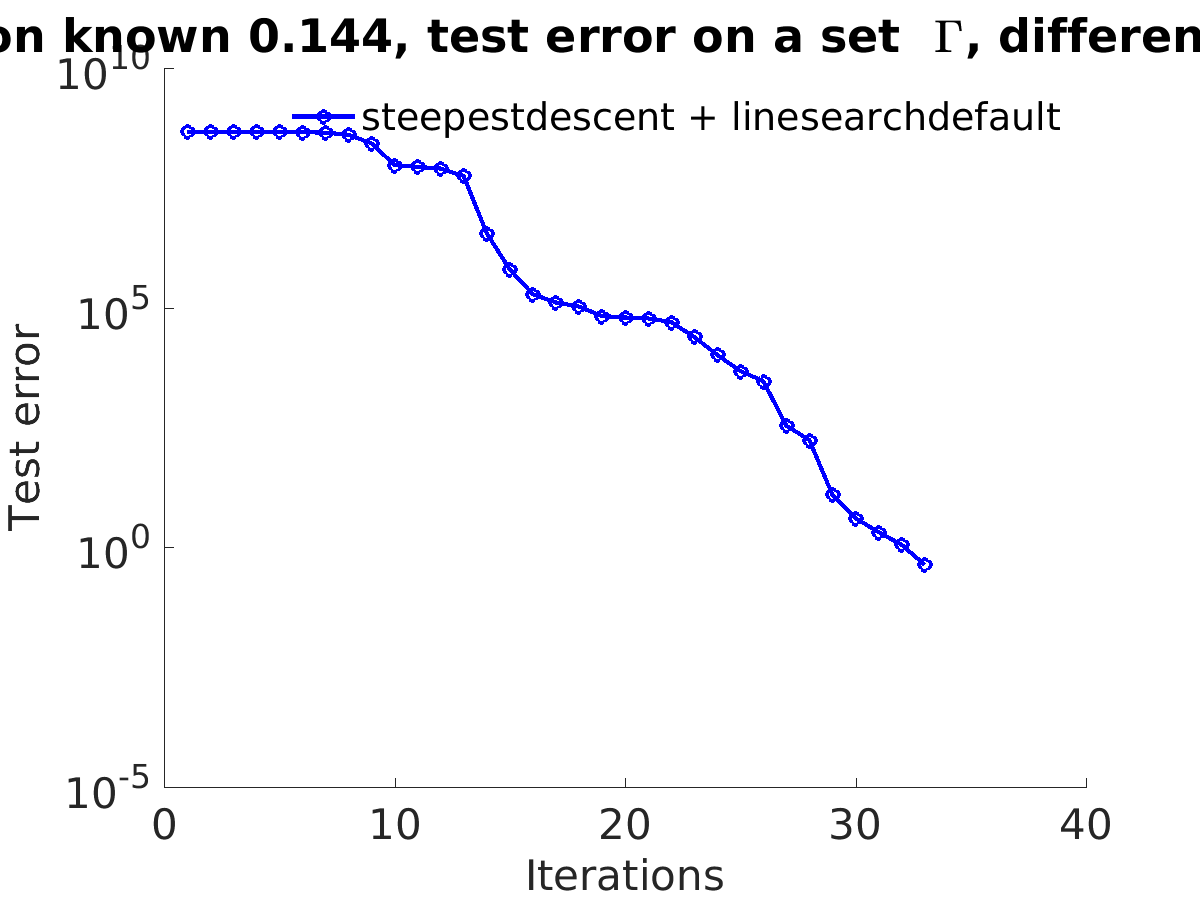 on known 0.144, test error on a set Γ, differen
10^10
steepestdescent + linesearchdefault
10^5
10^0
10^-5
Test error
0 10 20 30 40
Iterations